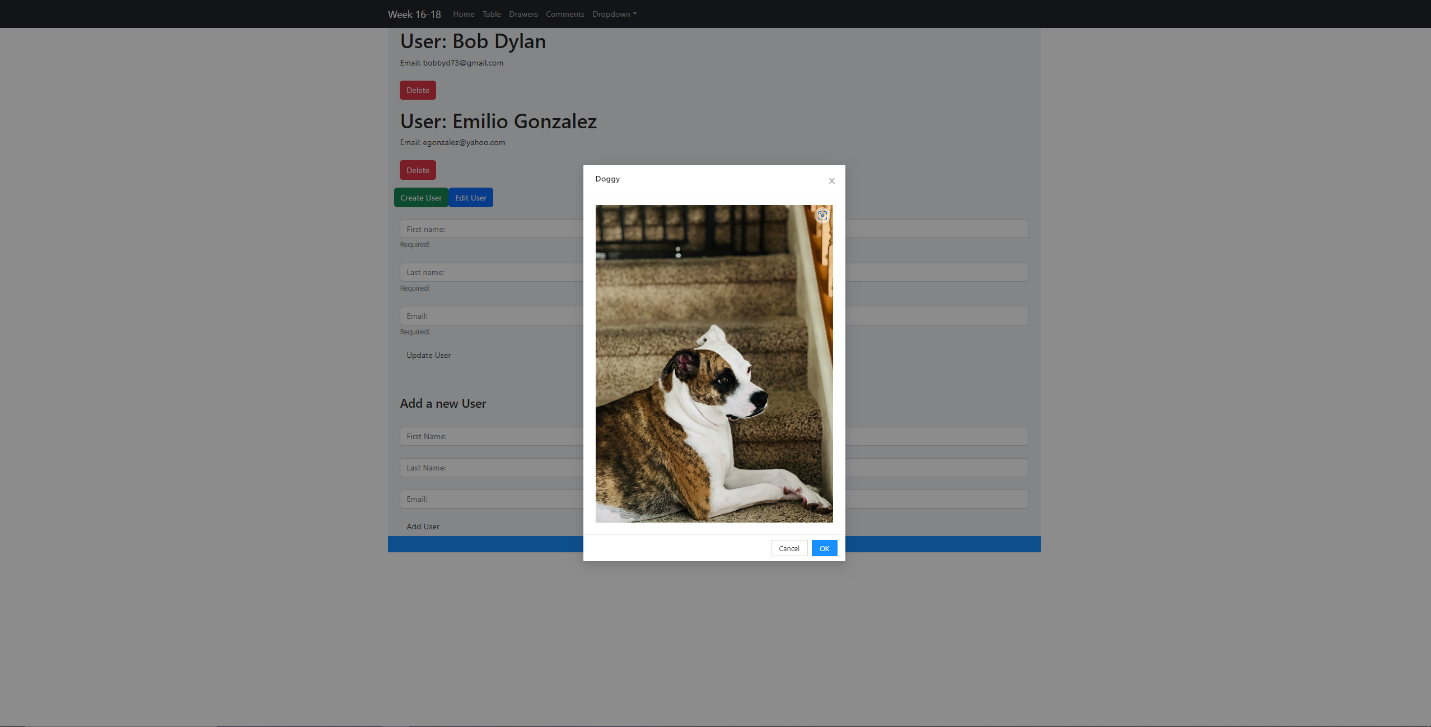 Week 16-18 Home Table Drawers Comments Dropdown
User: Bob Dylan
Email: bobbyd73@gmail.com
Delete
User: Emilio Gonzalez
Email: egonzalez@yahoo.com
Delete
Create User Edit User
First name:
Required:
Last name:
Required:
Email:
Required:
Update User
Add a new User
First Name:
Last Name:
Email:
Add User
Doggy
Cancel OK